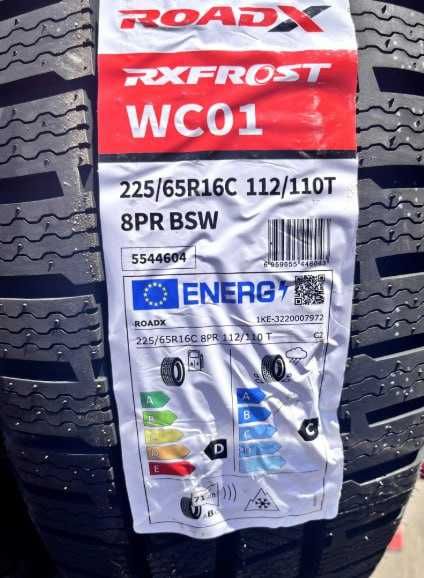 ROADX
RXFROST
WC01
225/65R16C 112/110T
8PR BSW
5544604
ENERG
ROADX
1KE-3220007972
225/65R16C 8PR 112/110 T
C2
A
B
C
D
E
D
A
B
C
C